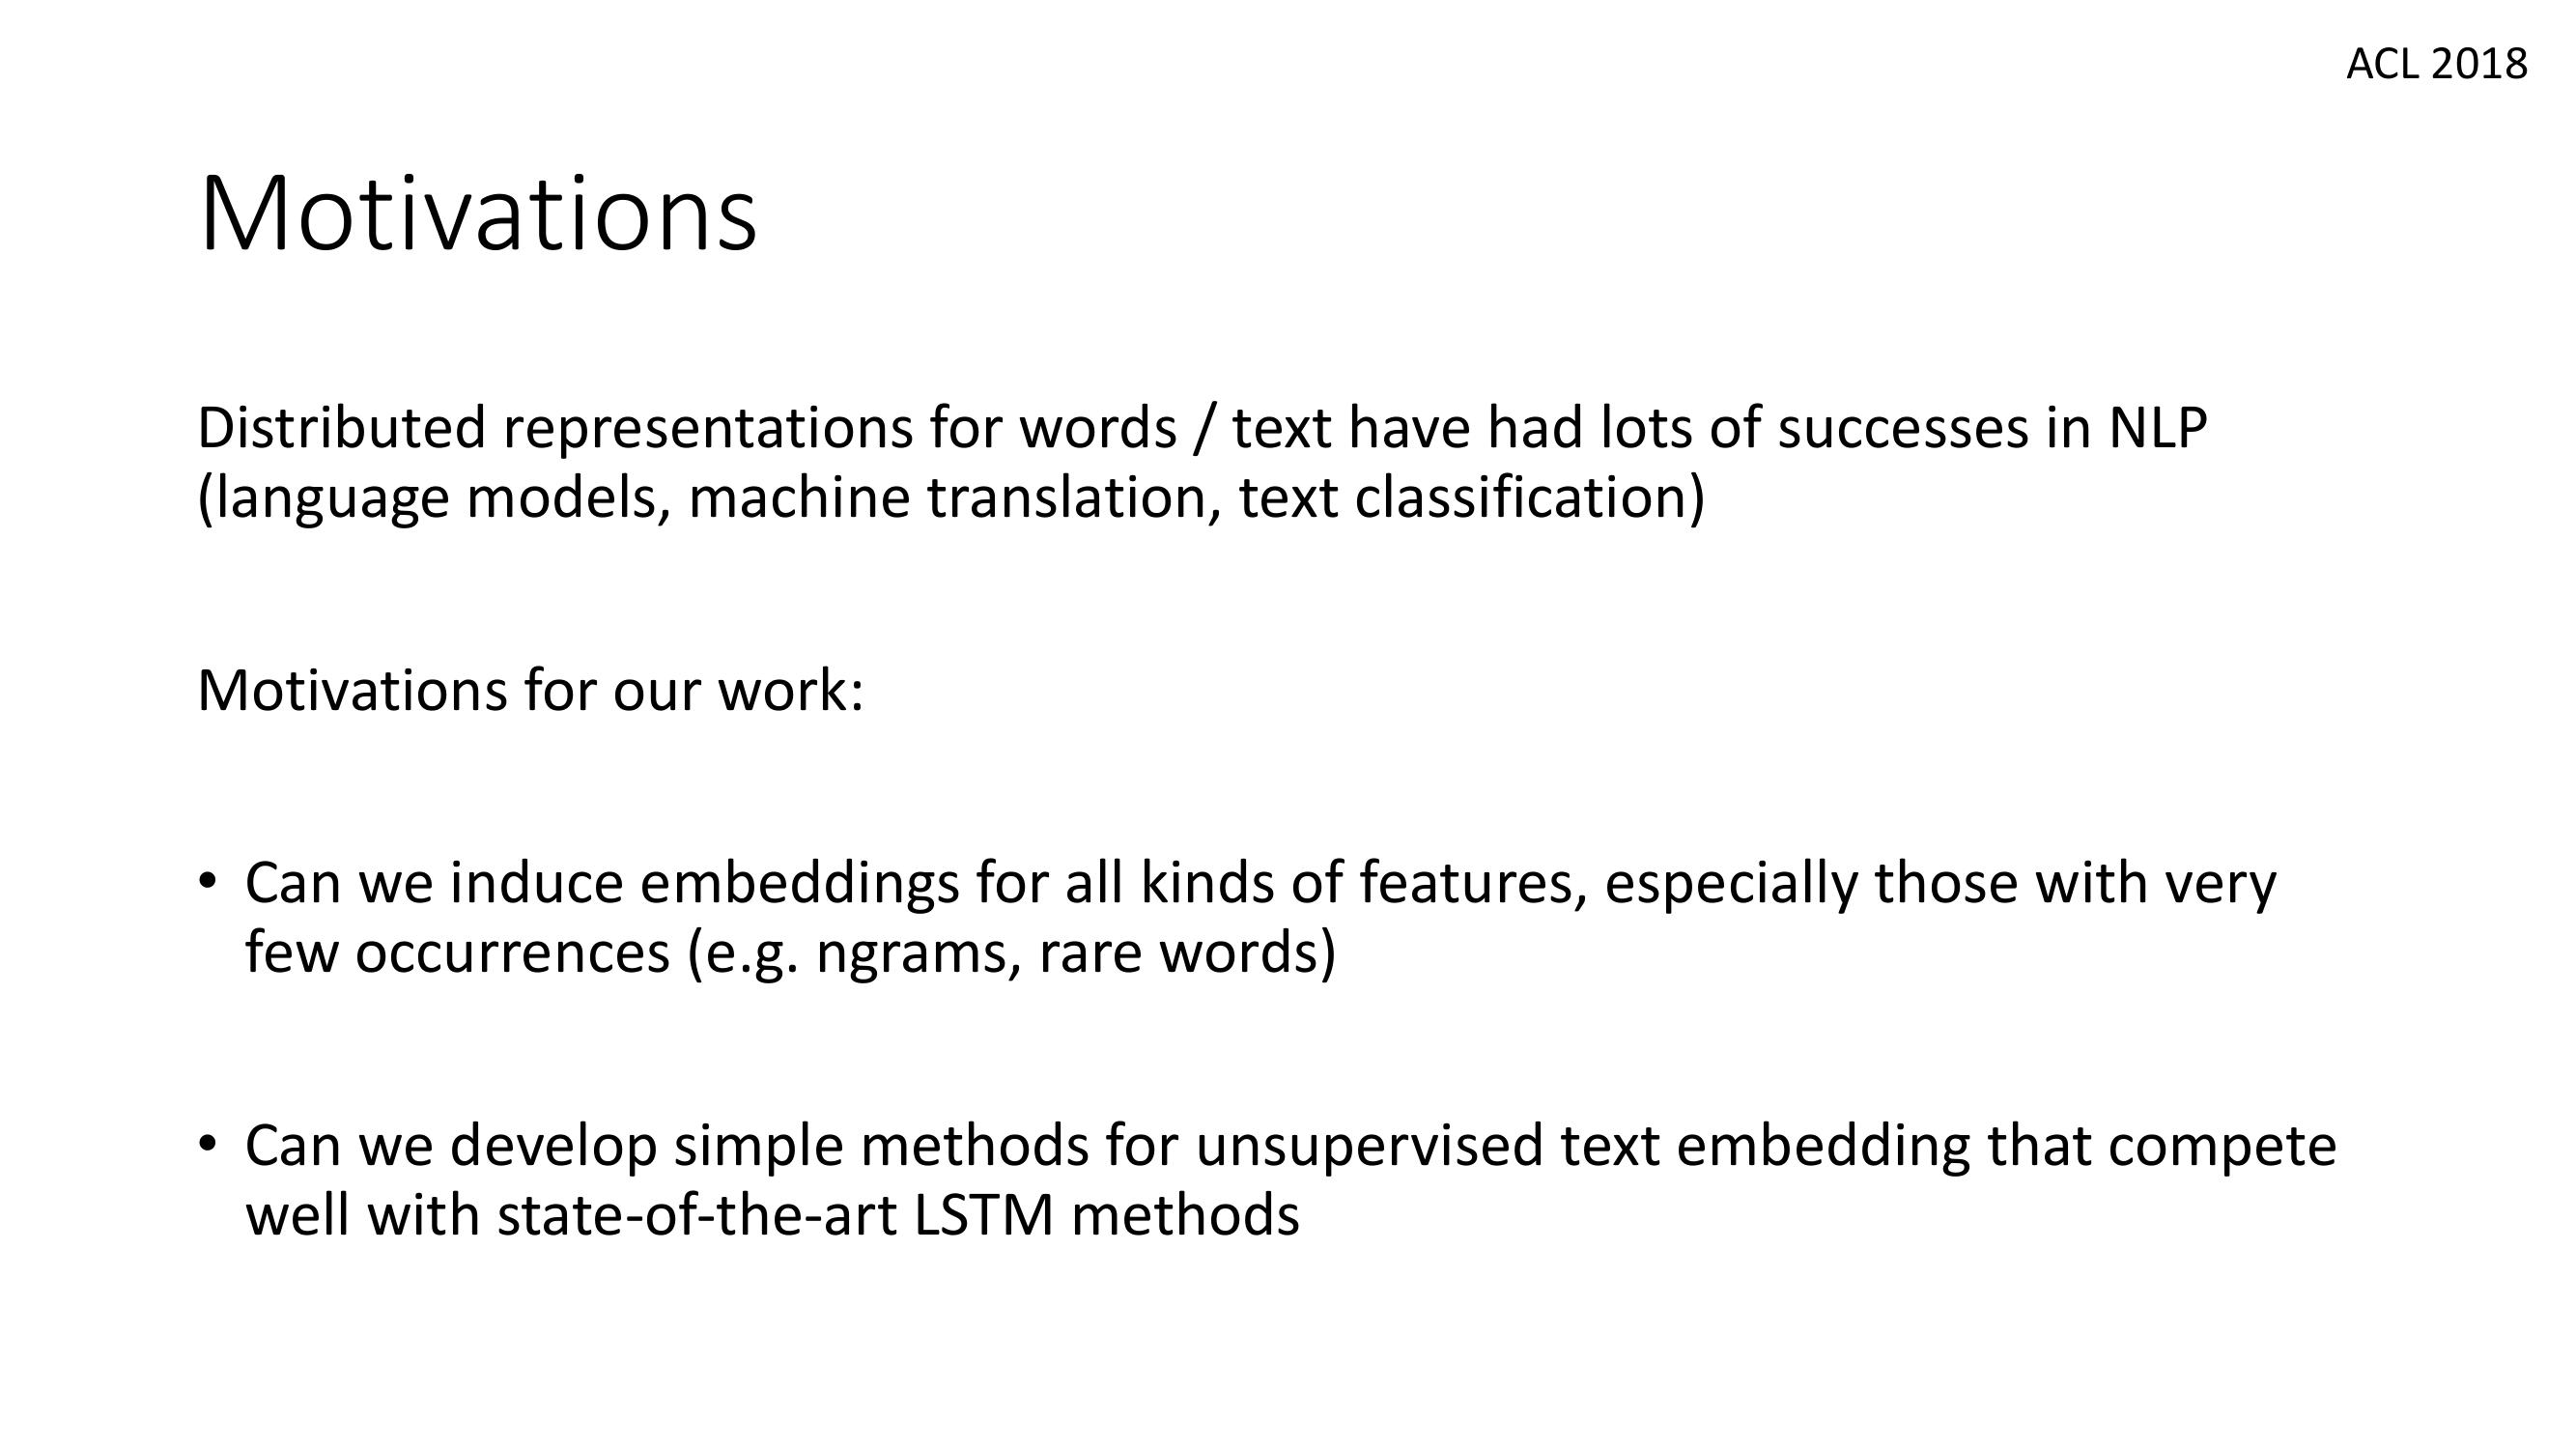 ACL 2018
Motivations
Distributed representations for words / text have had lots of successes in NLP
(language models, machine translation, text classification)
Motivations for our work:
• Can we induce embeddings for all kinds of features, especially those with very
few occurrences (e.g. ngrams, rare words)
• Can we develop simple methods for unsupervised text embedding that compete
well with state-of-the-art LSTM methods